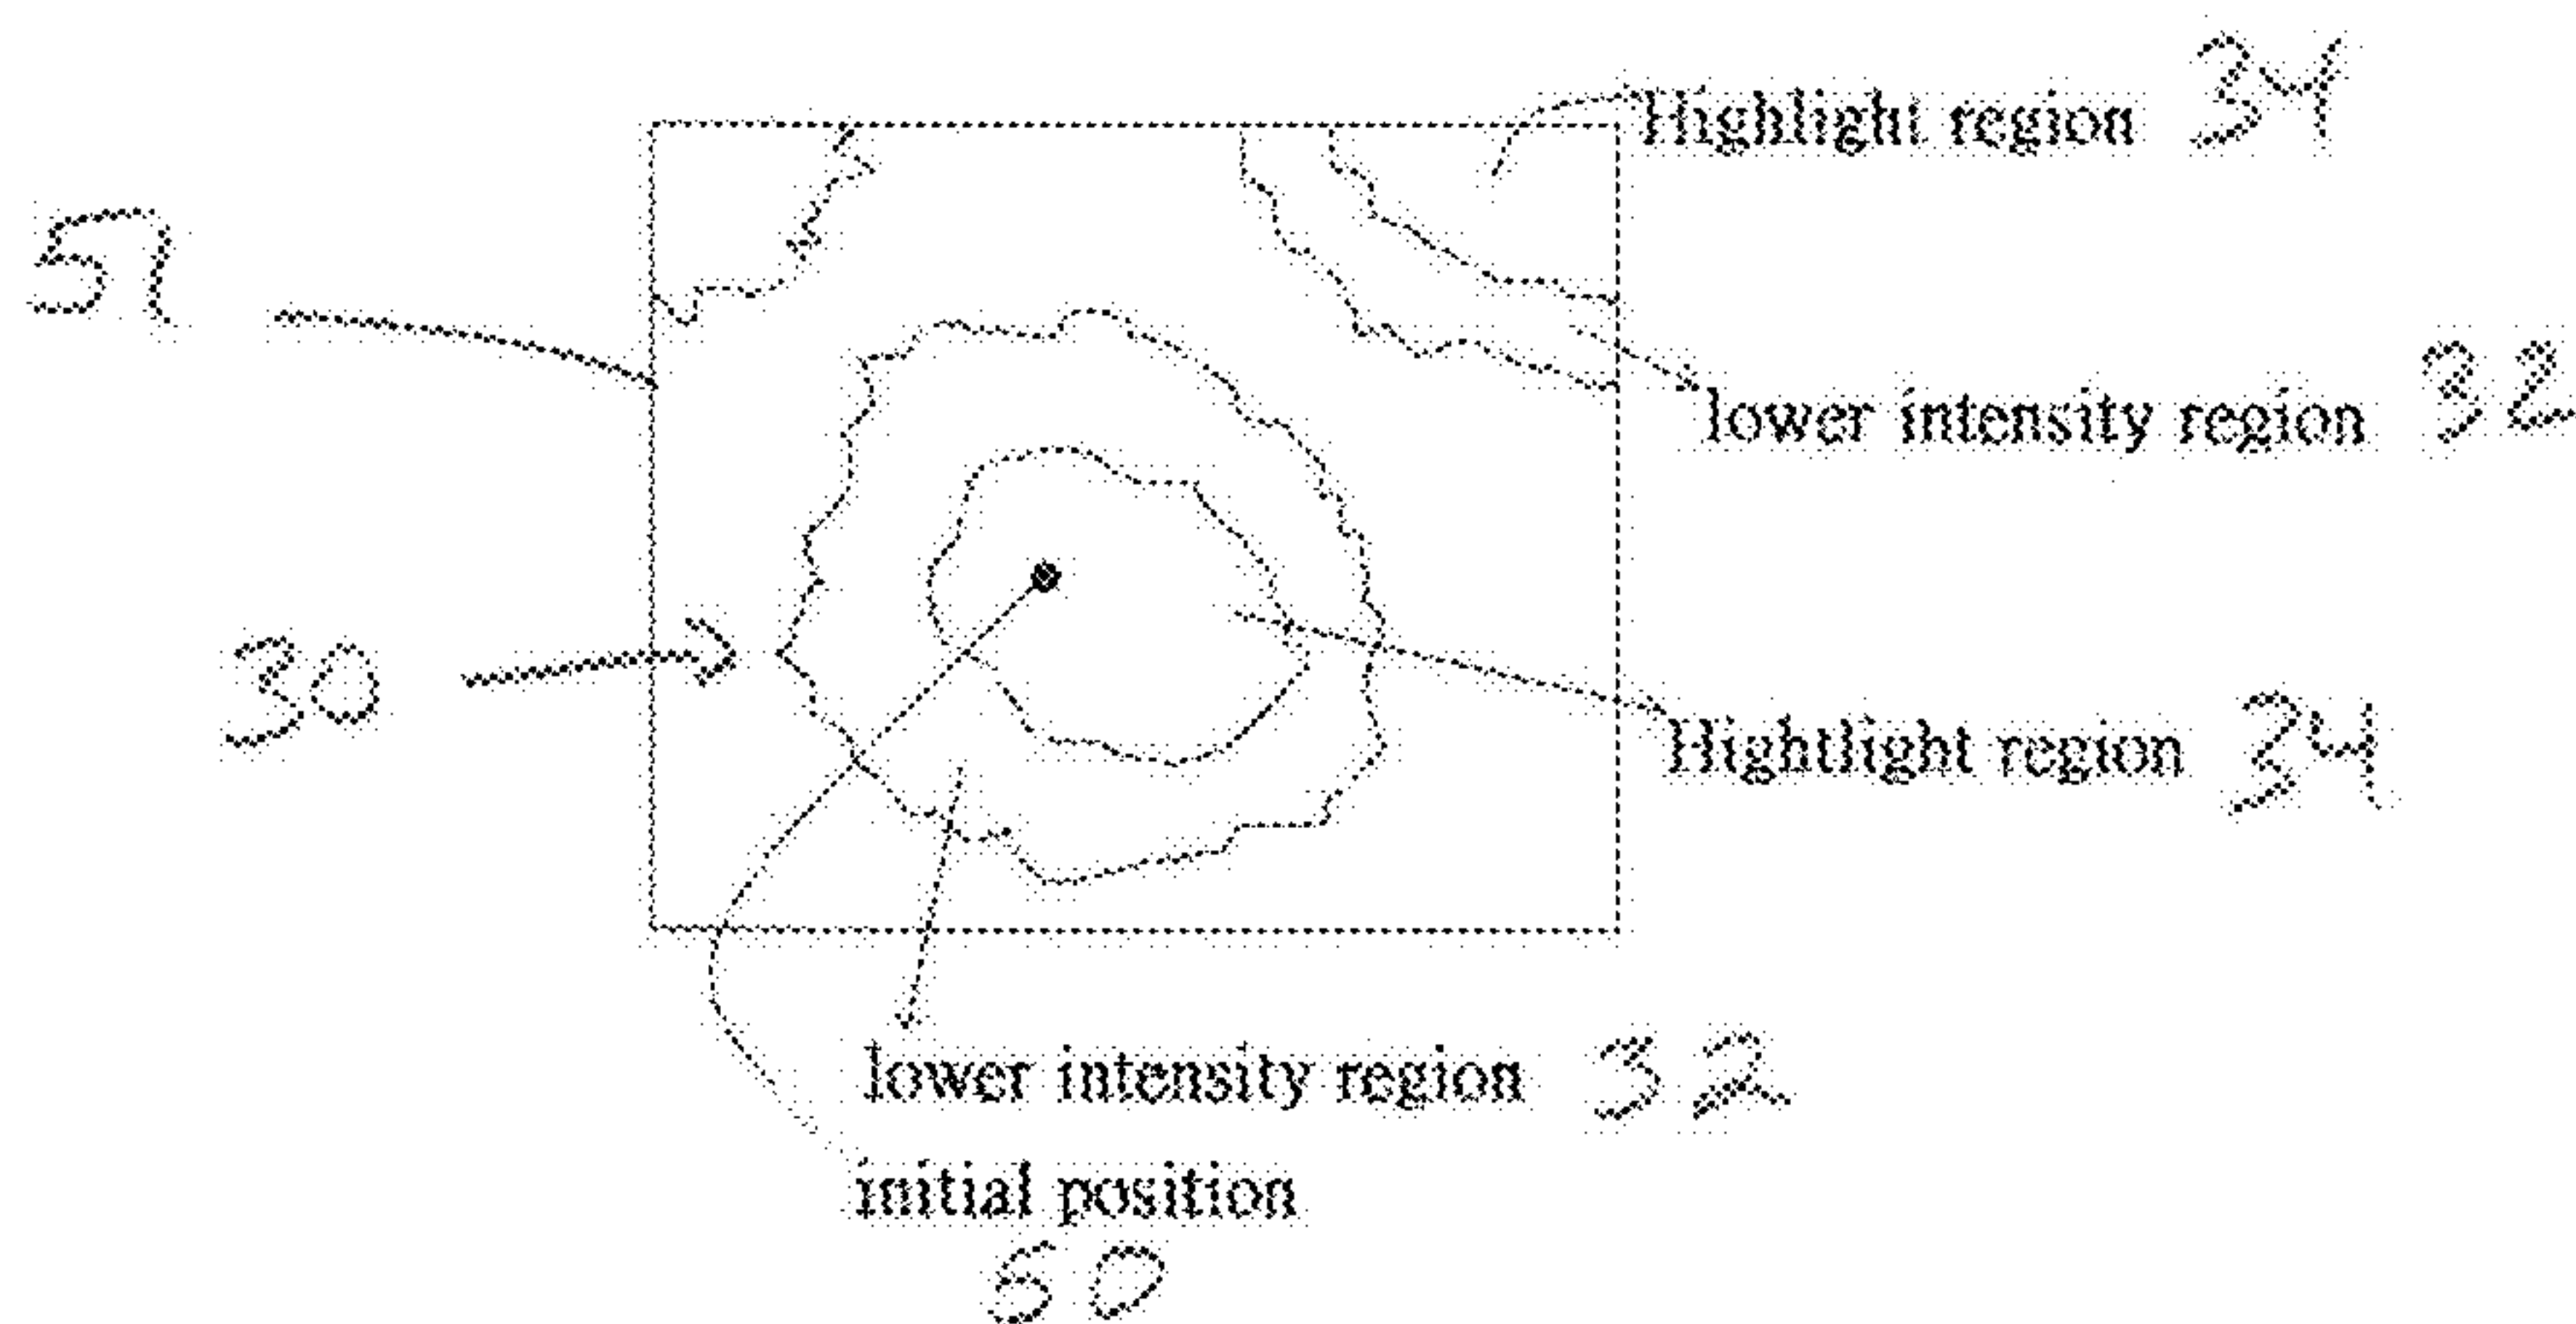 Highlight region 34
51
lower intensity region 32
30
Hightlight region 34
lower intensity region 32
initial position
50